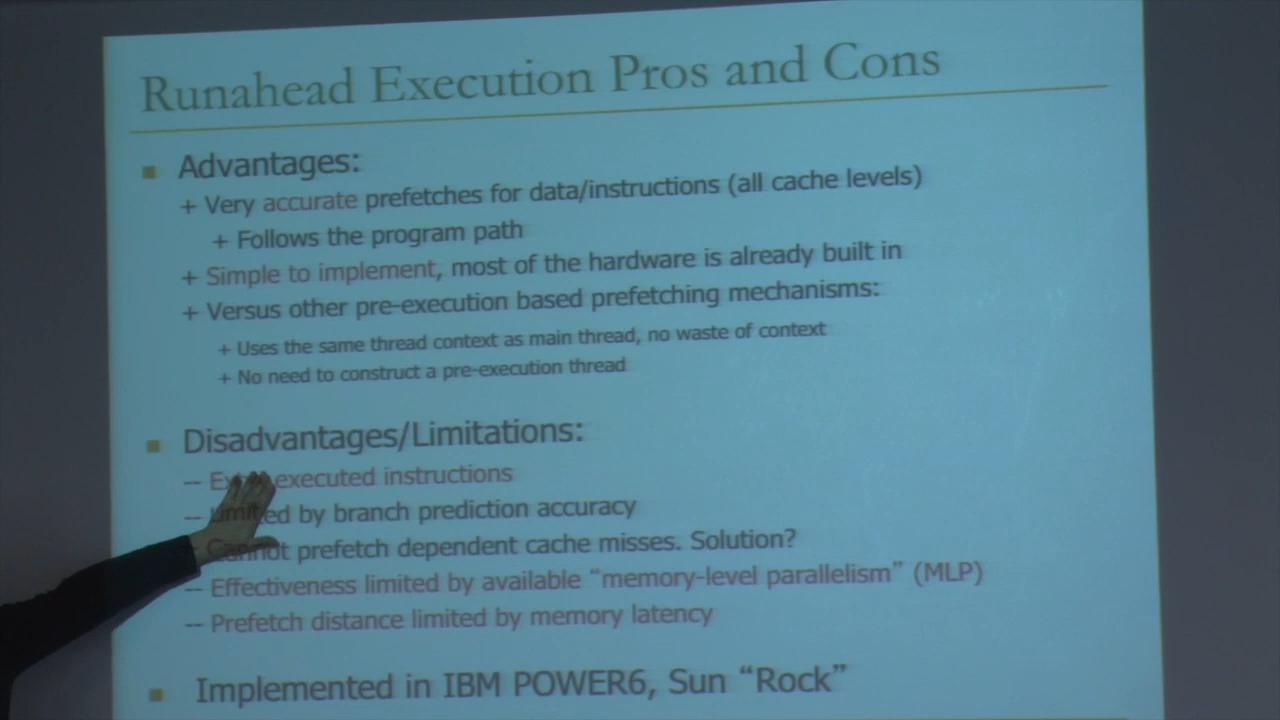 Runahead Execution Pros and Cons
■ Advantages:
+ Very accurate prefetches for data/instructions (all cache levels)
+ Follows the program path
+ Simple to implement, most of the hardware is already built in
+ Versus other pre-execution based prefetching mechanisms:
+ Uses the same thread context as main thread, no waste of context
+ No need to construct a pre-execution thread
■ Disadvantages/Limitations:
-- Extra executed instructions
-- Limited by branch prediction accuracy
-- Cannot prefetch dependent cache misses. Solution?
-- Effectiveness limited by available “memory-level parallelism” (MLP)
-- Prefetch distance limited by memory latency
■ Implemented in IBM POWER6, Sun “Rock”